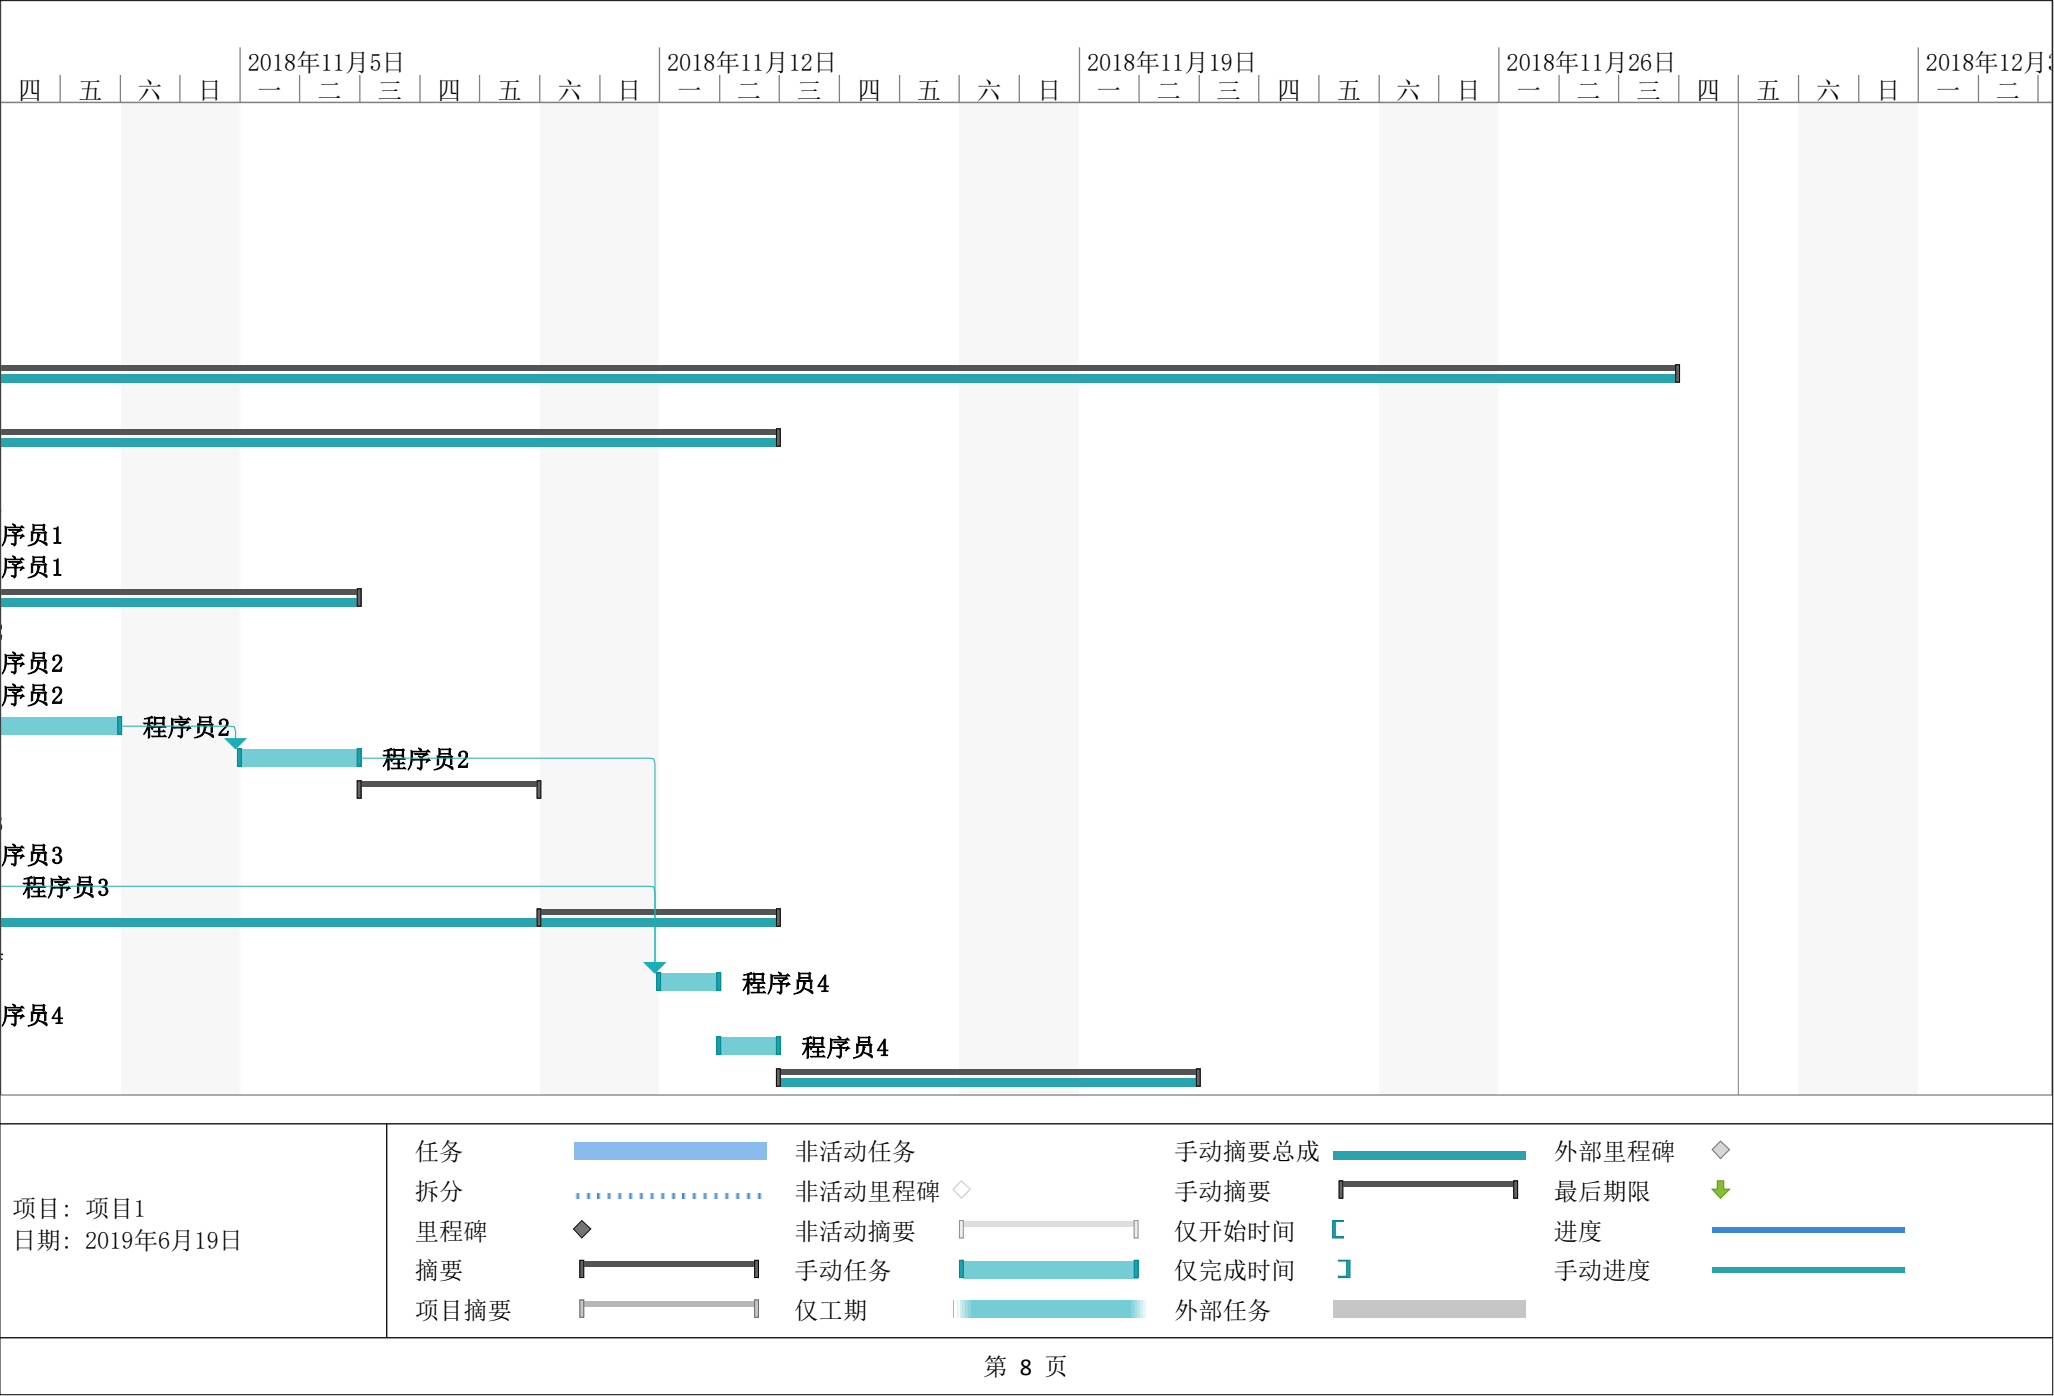 2018年11月5日 2018年11月12日 2018年11月19日 2018年11月26日 2018年12月
四 五 六 日 一 二 三 四 五 六 日 一 二 三 四 五 六 日 一 二 三 四 五 六 日 一 二 三 四 五 六 日 一 二
序员1
序员1
序员2
序员2
程序员2
程序员2
序员3
程序员3
程序员4
序员4
程序员4
项目: 项目1
日期: 2019年6月19日
任务
拆分
里程碑
摘要
项目摘要
非活动任务
非活动里程碑
非活动摘要
手动任务
仅工期
手动摘要总成
手动摘要
仅开始时间
仅完成时间
外部任务
外部里程碑
最后期限
进度
手动进度
第 8 页